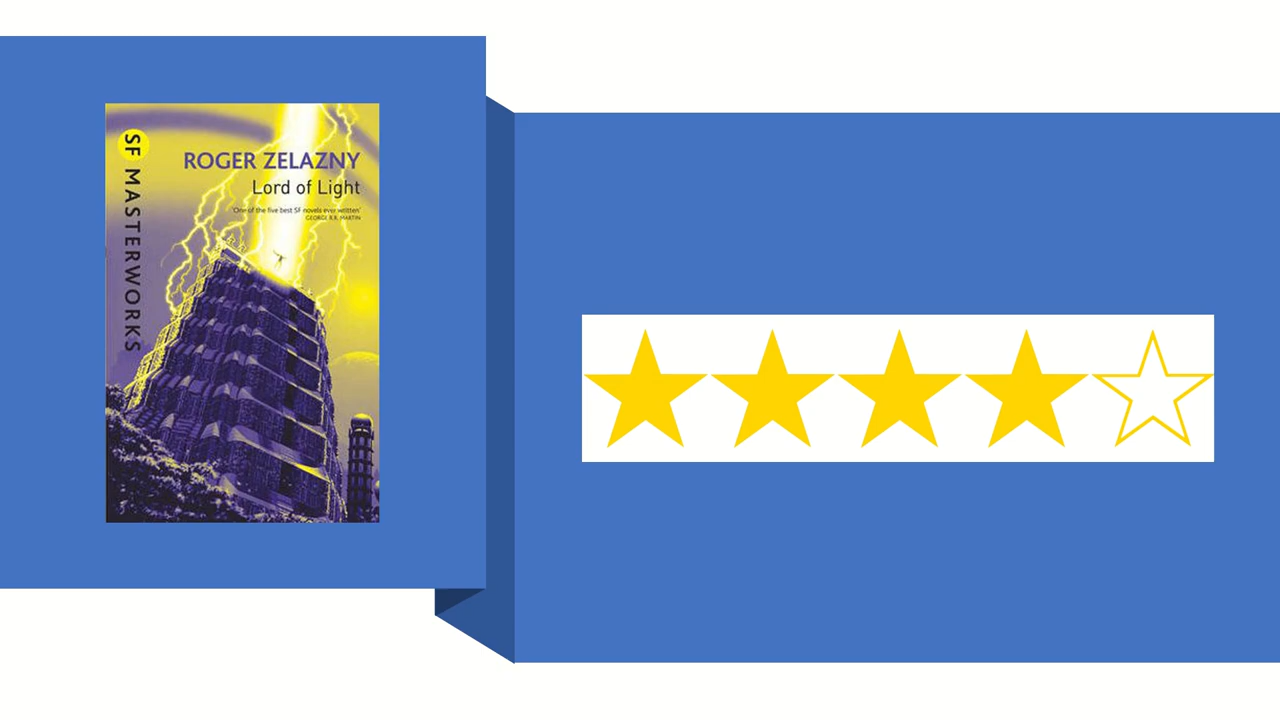 SF MASTERWORKS
ROGER ZELAZNY
Lord of Light
'One of the five best SF novels ever written'
GEORGE R.R. MARTIN